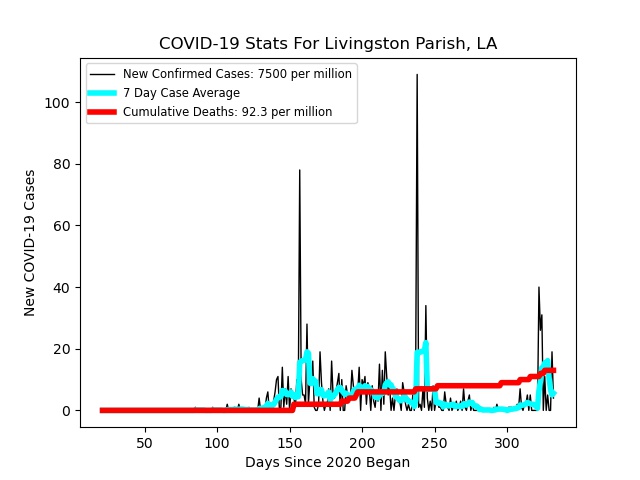 COVID-19 Stats For Livingston Parish, LA
New Confirmed Cases: 7500 per million
7 Day Case Average
Cumulative Deaths: 92.3 per million
100
80
60
40
20
0
New COVID-19 Cases
50 100 150 200 250 300
Days Since 2020 Began